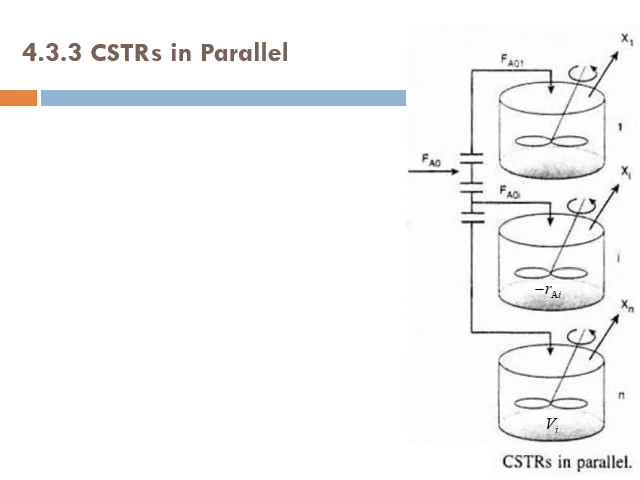 4.3.3 CSTRs in Parallel
X1
FA01
1
FA0
Xi
FA0i
i
−rAi
Xn
n
Vi
CSTRs in parallel.